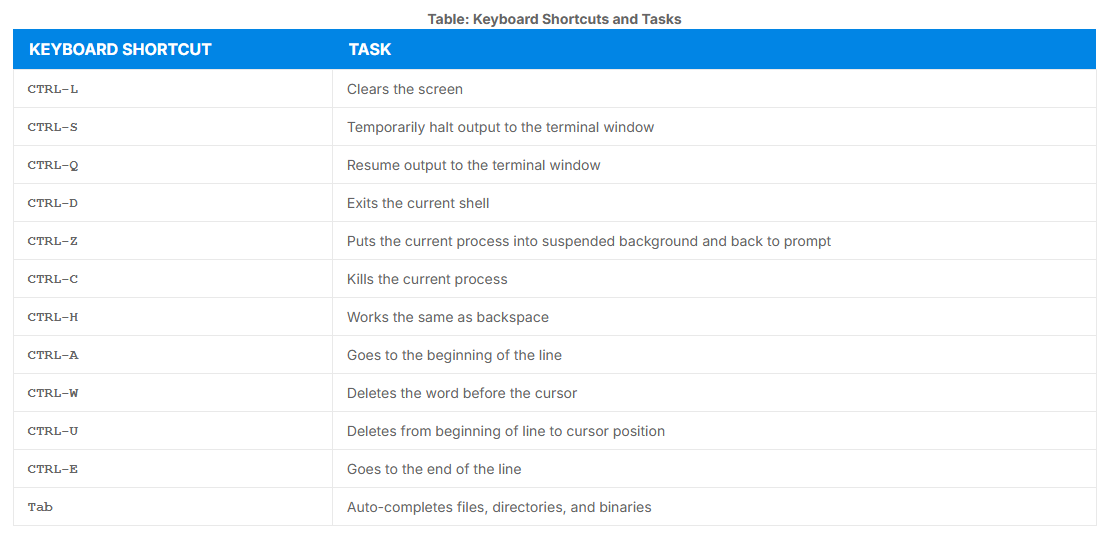 Table: Keyboard Shortcuts and Tasks
KEYBOARD SHORTCUT TASK
CTRL-L Clears the screen
CTRL-S Temporarily halt output to the terminal window
CTRL-Q Resume output to the terminal window
CTRL-D Exits the current shell
CTRL-Z Puts the current process into suspended background and back to prompt
CTRL-C Kills the current process
CTRL-H Works the same as backspace
CTRL-A Goes to the beginning of the line
CTRL-W Deletes the word before the cursor
CTRL-U Deletes from beginning of line to cursor position
CTRL-E Goes to the end of the line
Tab Auto-completes files, directories, and binaries